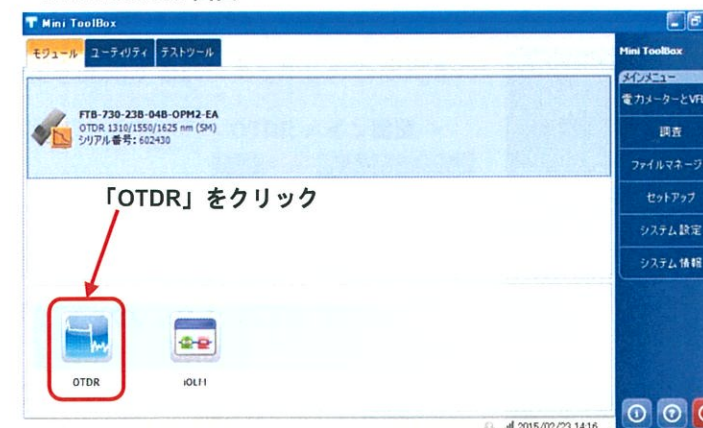 Mini ToolBox
モジュール ユーティリティ テストツール
FTB-730-23B-04B-OPM2-EA
OTDR 1310/1550/1625 nm (SM)
シリアル番号: 602430
「OTDR」をクリック
OTDR
iOLM
2015/02/23 14:16
Mini ToolBox
メインメニュー
電力メーターとVF
調査
ファイルマネージ
セットアップ
システム設定
システム情報